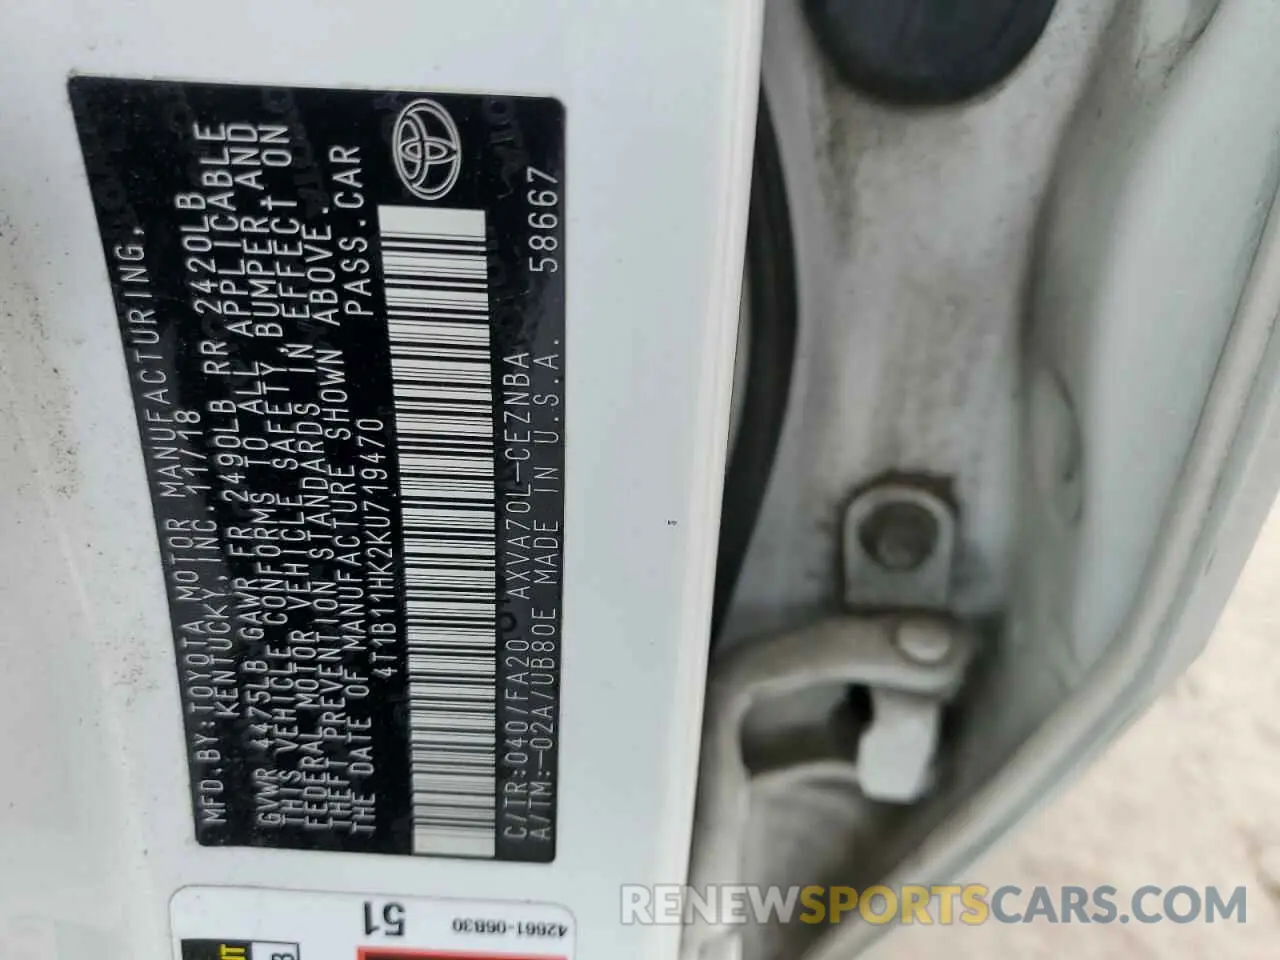 MFD.BY:TOYOTA MOTOR MANUFACTURING,
KENTUCKY, INC. 11/18
GVWR 4475LB GAWR FR 2490LB RR 2420LB
THIS VEHICLE CONFORMS TO ALL APPLICABLE
FEDERAL MOTOR VEHICLE SAFETY BUMPER, AND
THEFT PREVENTION STANDARDS IN EFFECT ON
THE DATE OF MANUFACTURE SHOWN ABOVE.
4T1B11HK2KU719470 PASS.CAR
C/TR:040/FA20 AXVA70L-CEZNBA 58667
A/TM:-02A/UB80E MADE IN U.S.A.
51
42661-06B30
RENEWSPORTSCARS.COM